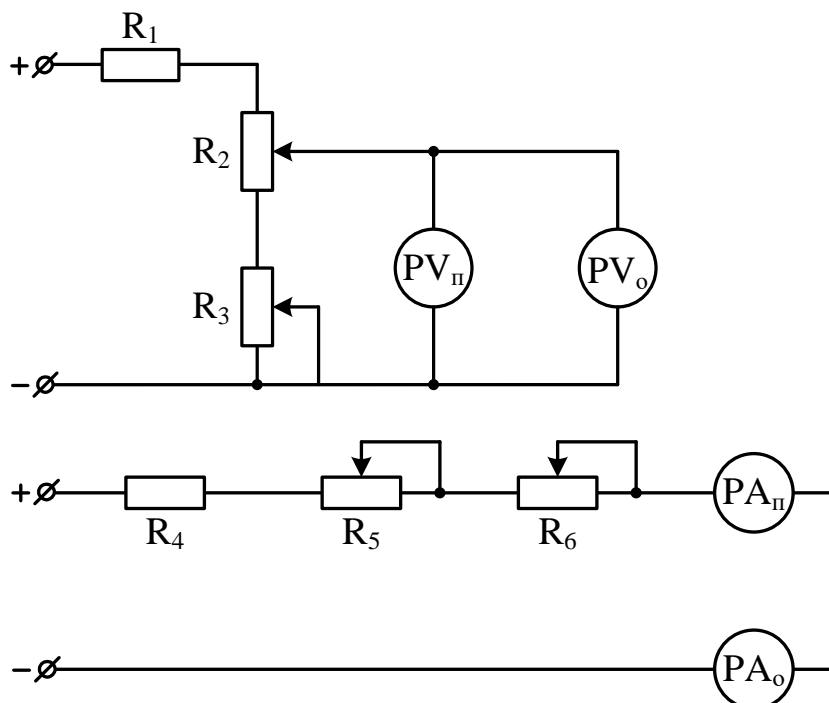 R₁
+
R₂
PVп
PVо
R₃
−
+
PAп
R₄
R₅
R₆
−
PAо